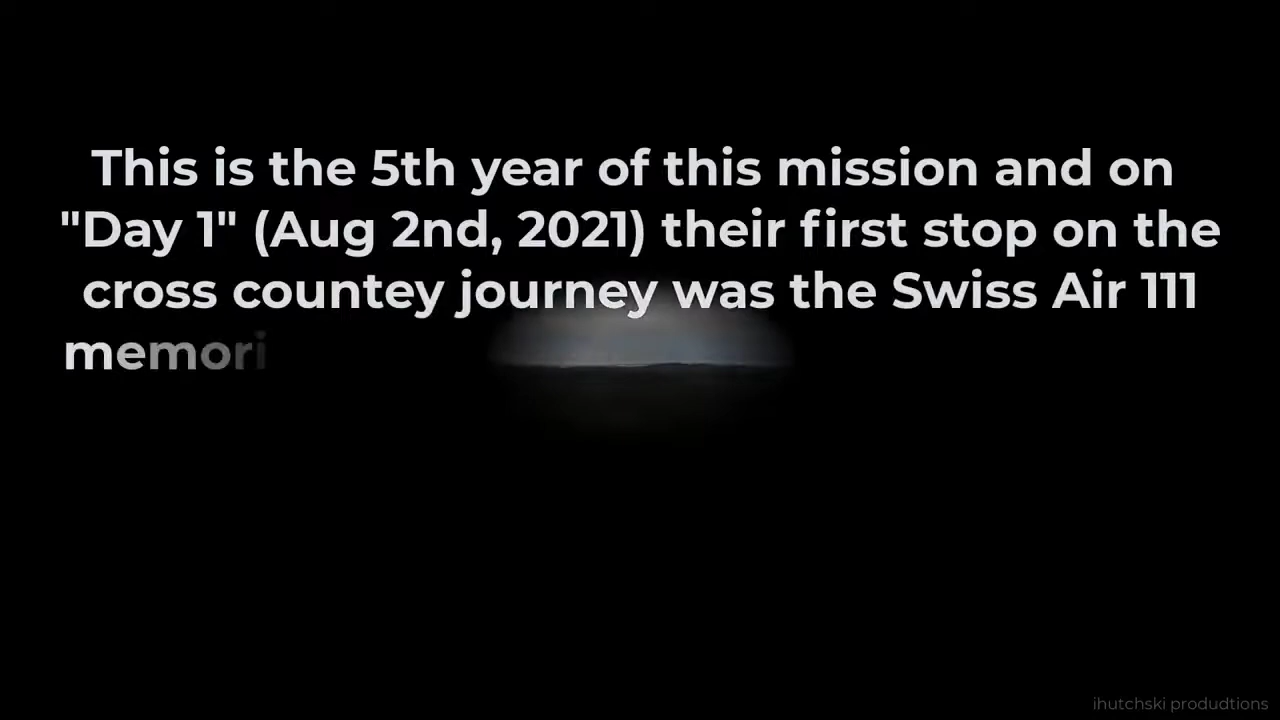 This is the 5th year of this mission and on
"Day 1" (Aug 2nd, 2021) their first stop on the
cross countey journey was the Swiss Air 111
memori
ihutchski produdtions